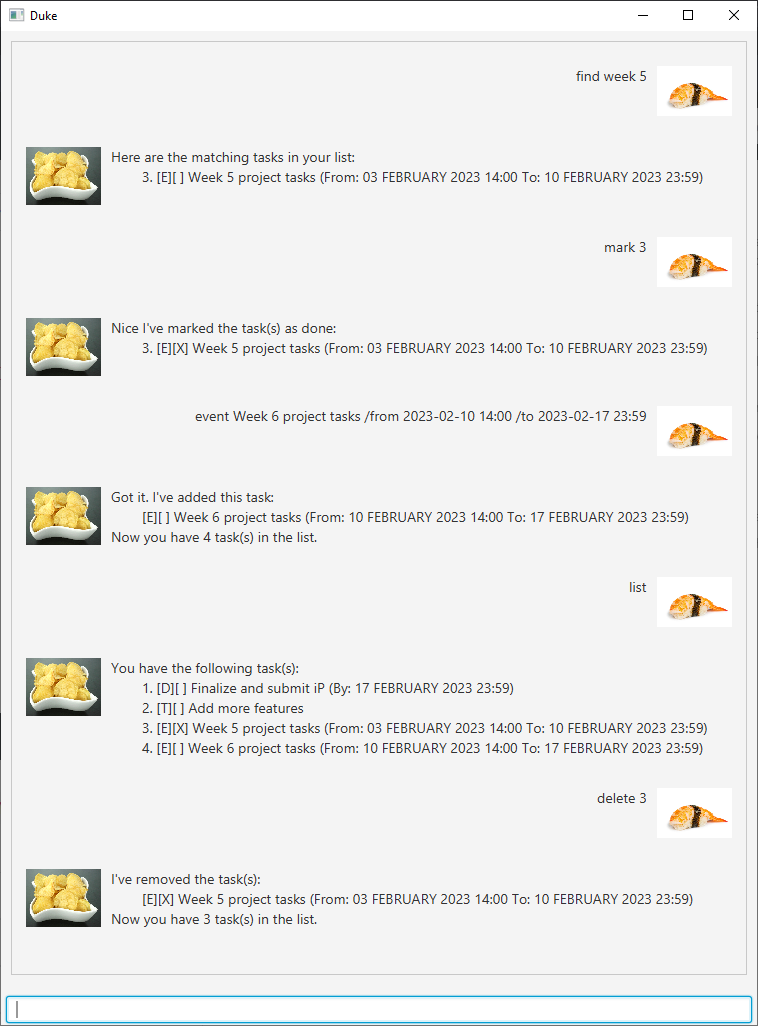 Duke
find week 5
Here are the matching tasks in your list:
3. [E][ ] Week 5 project tasks (From: 03 FEBRUARY 2023 14:00 To: 10 FEBRUARY 2023 23:59)
mark 3
Nice I've marked the task(s) as done:
3. [E][X] Week 5 project tasks (From: 03 FEBRUARY 2023 14:00 To: 10 FEBRUARY 2023 23:59)
event Week 6 project tasks /from 2023-02-10 14:00 /to 2023-02-17 23:59
Got it. I've added this task:
[E][ ] Week 6 project tasks (From: 10 FEBRUARY 2023 14:00 To: 17 FEBRUARY 2023 23:59)
Now you have 4 task(s) in the list.
list
You have the following task(s):
1. [D][ ] Finalize and submit iP (By: 17 FEBRUARY 2023 23:59)
2. [T][ ] Add more features
3. [E][X] Week 5 project tasks (From: 03 FEBRUARY 2023 14:00 To: 10 FEBRUARY 2023 23:59)
4. [E][ ] Week 6 project tasks (From: 10 FEBRUARY 2023 14:00 To: 17 FEBRUARY 2023 23:59)
delete 3
I've removed the task(s):
[E][X] Week 5 project tasks (From: 03 FEBRUARY 2023 14:00 To: 10 FEBRUARY 2023 23:59)
Now you have 3 task(s) in the list.